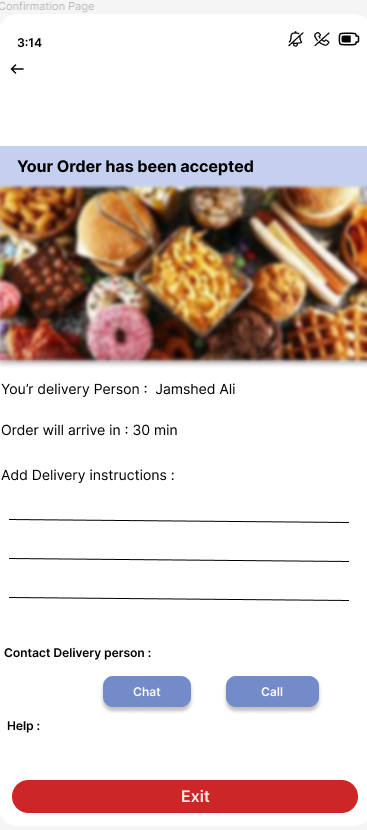 Confirmation Page
3:14
Your Order has been accepted
You'r delivery Person : Jamshed Ali
Order will arrive in : 30 min
Add Delivery instructions :
Contact Delivery person :
Chat Call
Help :
Exit